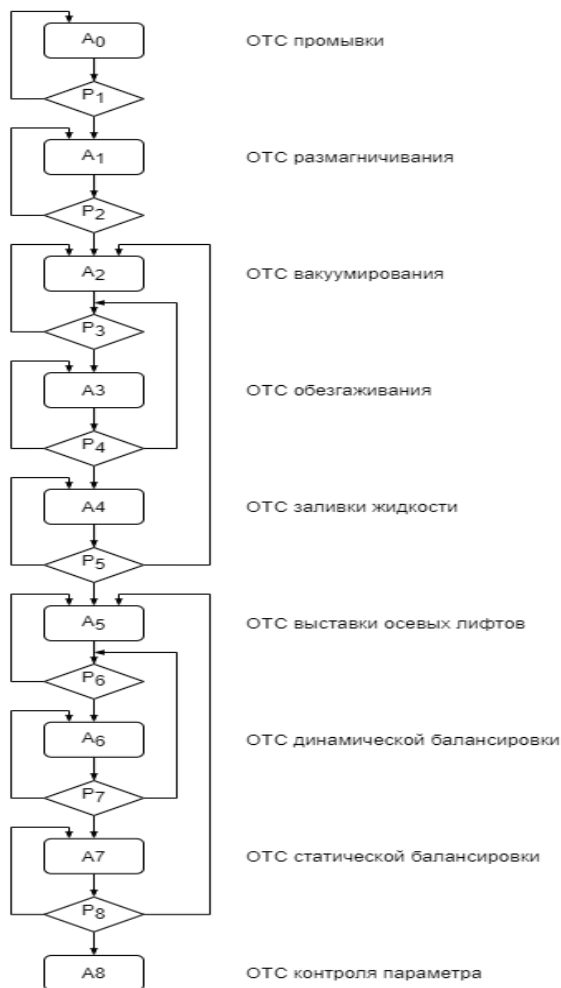 A0 ОТС промывки
P1
A1 ОТС размагничивания
P2
A2 ОТС вакуумирования
P3
A3 ОТС обезгаживания
P4
A4 ОТС заливки жидкости
P5
A5 ОТС выставки осевых лифтов
P6
A6 ОТС динамической балансировки
P7
A7 ОТС статической балансировки
P8
A8 ОТС контроля параметра